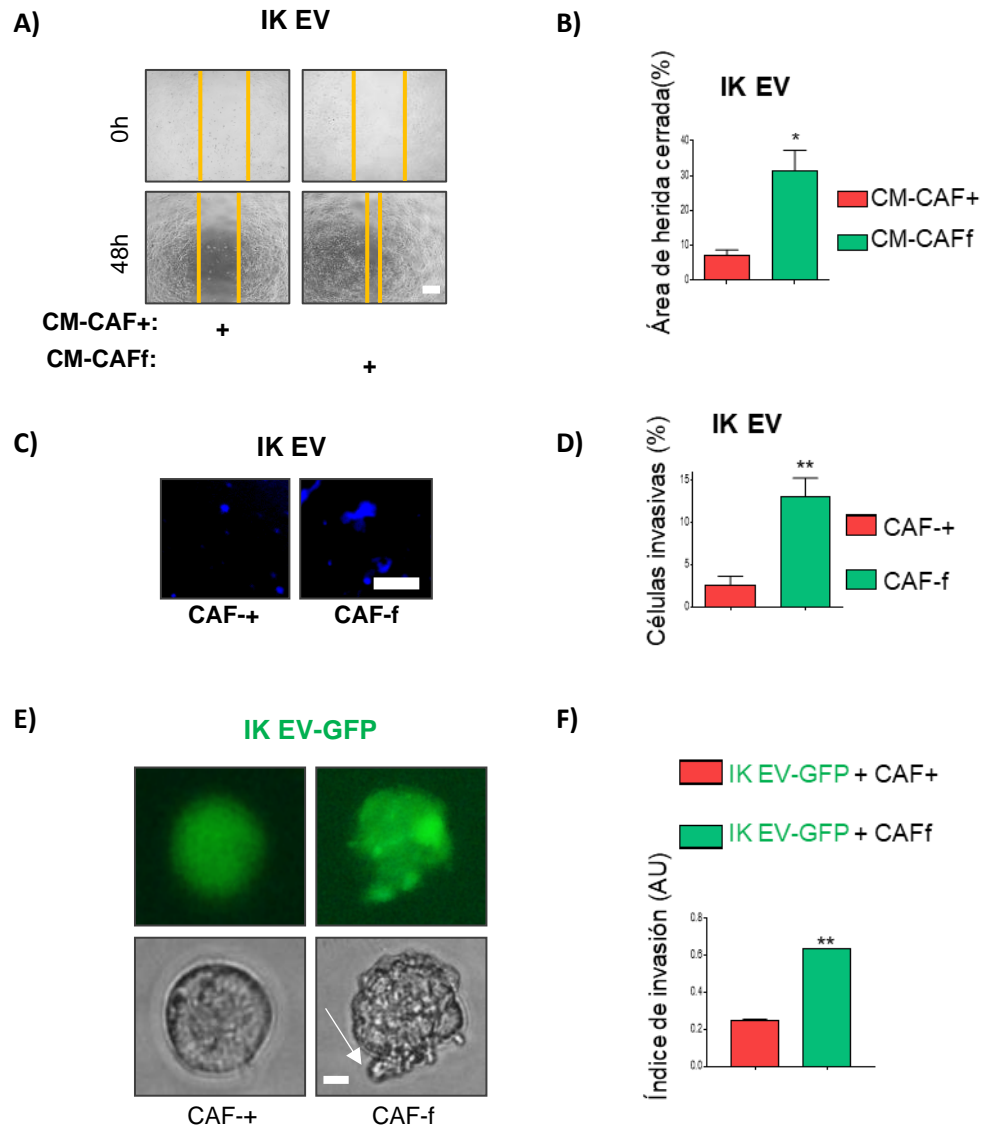 A)
IK EV
0h
48h
CM-CAF+: +
CM-CAFf: +
B)
IK EV
Área de herida cerrada(%)
40
30
20
10
0
*
CM-CAF+
CM-CAFf
C)
IK EV
CAF-+ CAF-f
D)
IK EV
Células invasivas (%)
15
10
5
0
**
CAF-+
CAF-f
E)
IK EV-GFP
CAF-+ CAF-f
F)
IK EV-GFP + CAF+
IK EV-GFP + CAFf
Índice de invasión (AU)
0.8
0.6
0.4
0.2
0.0
**